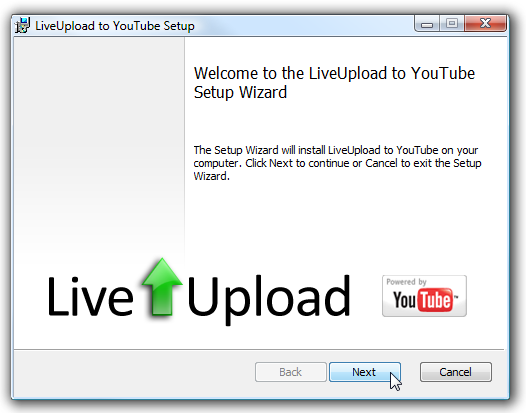 LiveUpload to YouTube Setup
Welcome to the LiveUpload to YouTube
Setup Wizard
The Setup Wizard will install LiveUpload to YouTube on your
computer. Click Next to continue or Cancel to exit the Setup
Wizard.
Live Upload
Powered by
YouTube™
Back Next Cancel